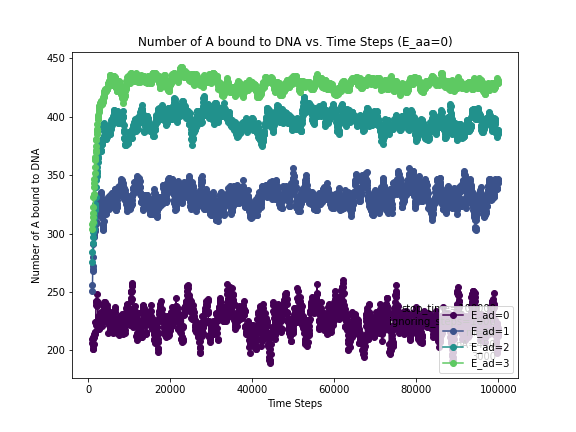 Number of A bound to DNA vs. Time Steps (E_aa=0)
Number of A bound to DNA
450
400
350
300
250
200
E_ad=0
E_ad=1
E_ad=2
E_ad=3
0
20000
40000
60000
80000
100000
Time Steps